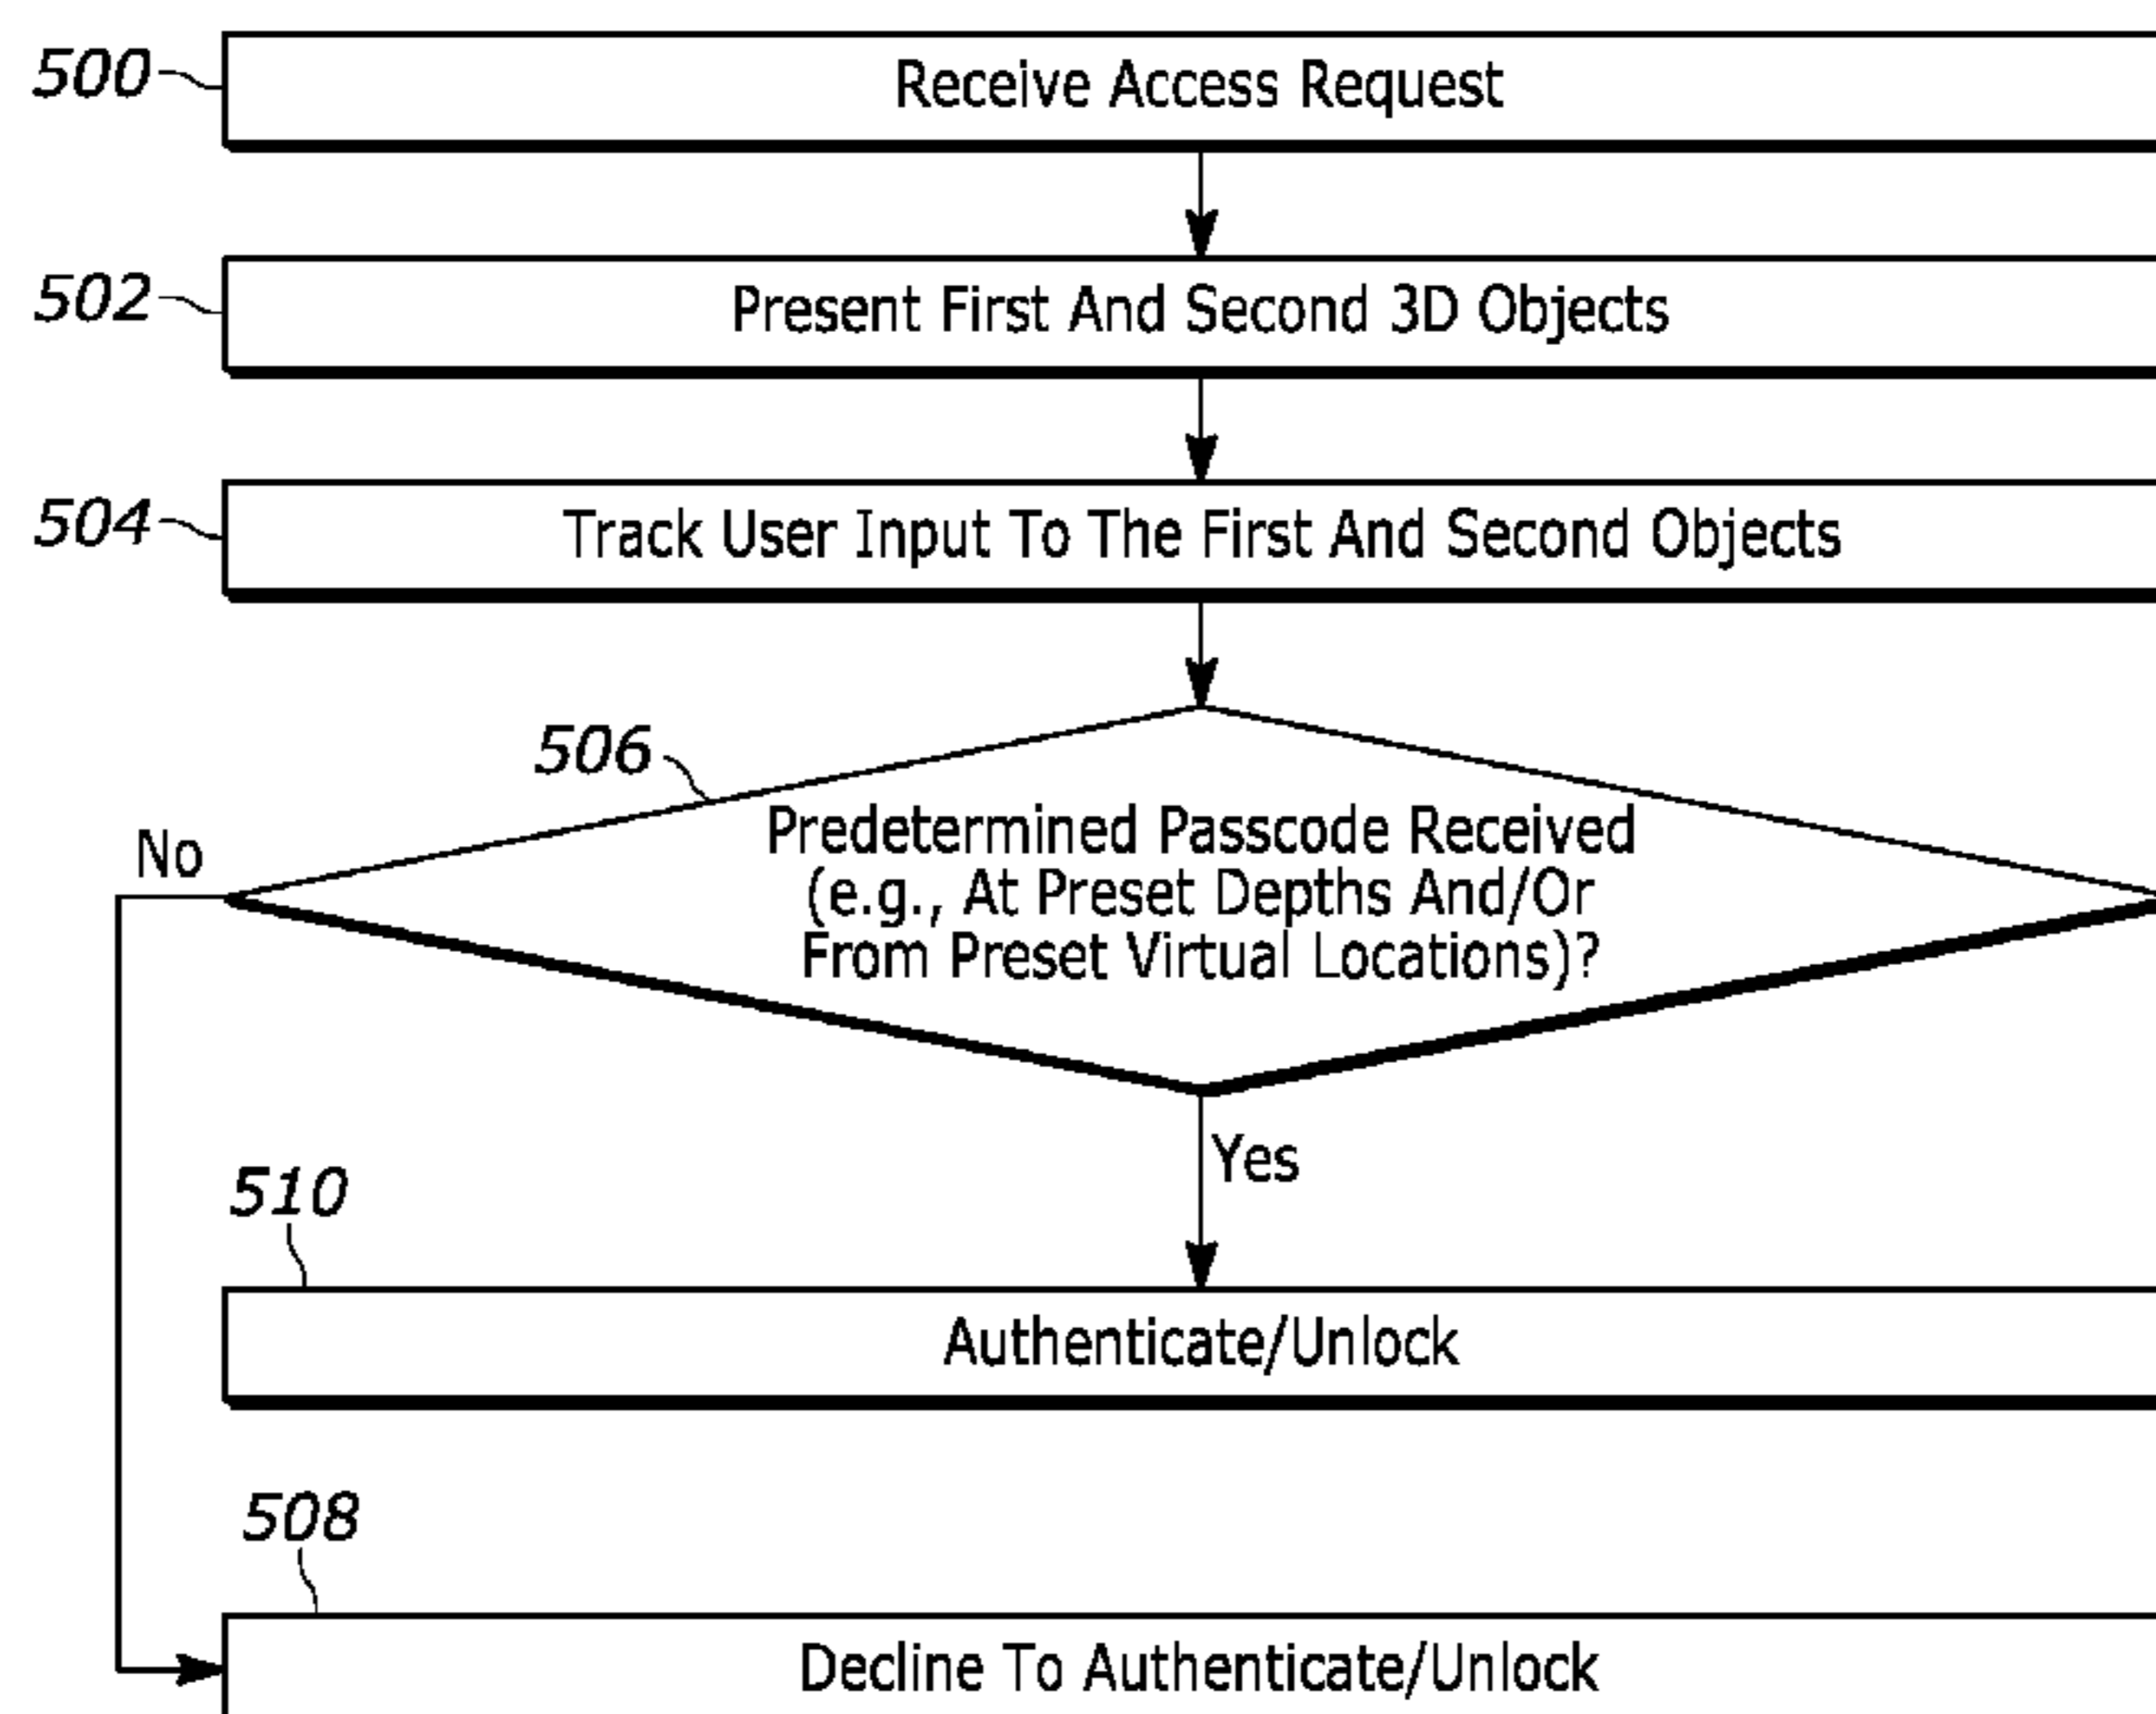 500
Receive Access Request
502
Present First And Second 3D Objects
504
Track User Input To The First And Second Objects
506
No
Predetermined Passcode Received
(e.g., At Preset Depths And/Or
From Preset Virtual Locations)?
Yes
510
Authenticate/Unlock
508
Decline To Authenticate/Unlock